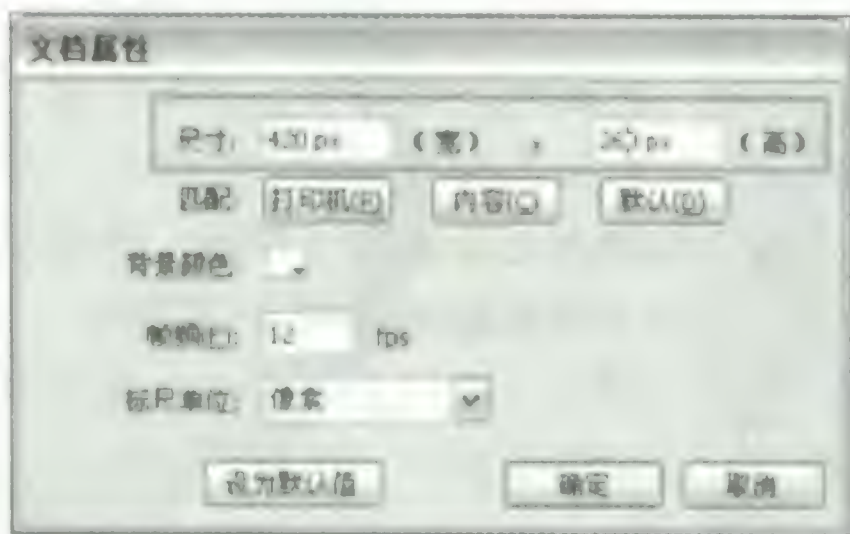 文档属性
尺寸: px （宽） x px （高）
匹配: 打印机(P) 内容(C) 默认(D)
背景颜色
帧频(F): 12 fps
标尺单位: 像素
设为默认值 确定 取消